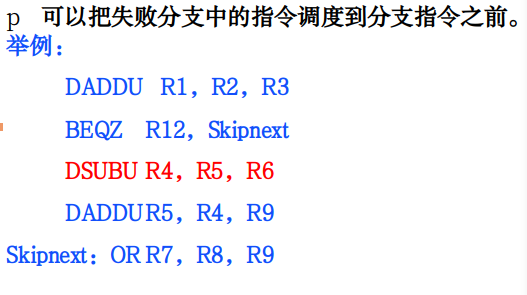 p 可以把失败分支中的指令调度到分支指令之前。
举例：
DADDU R1，R2，R3
BEQZ R12，Skipnext
DSUBU R4，R5，R6
DADDU R5，R4，R9
Skipnext：OR R7，R8，R9